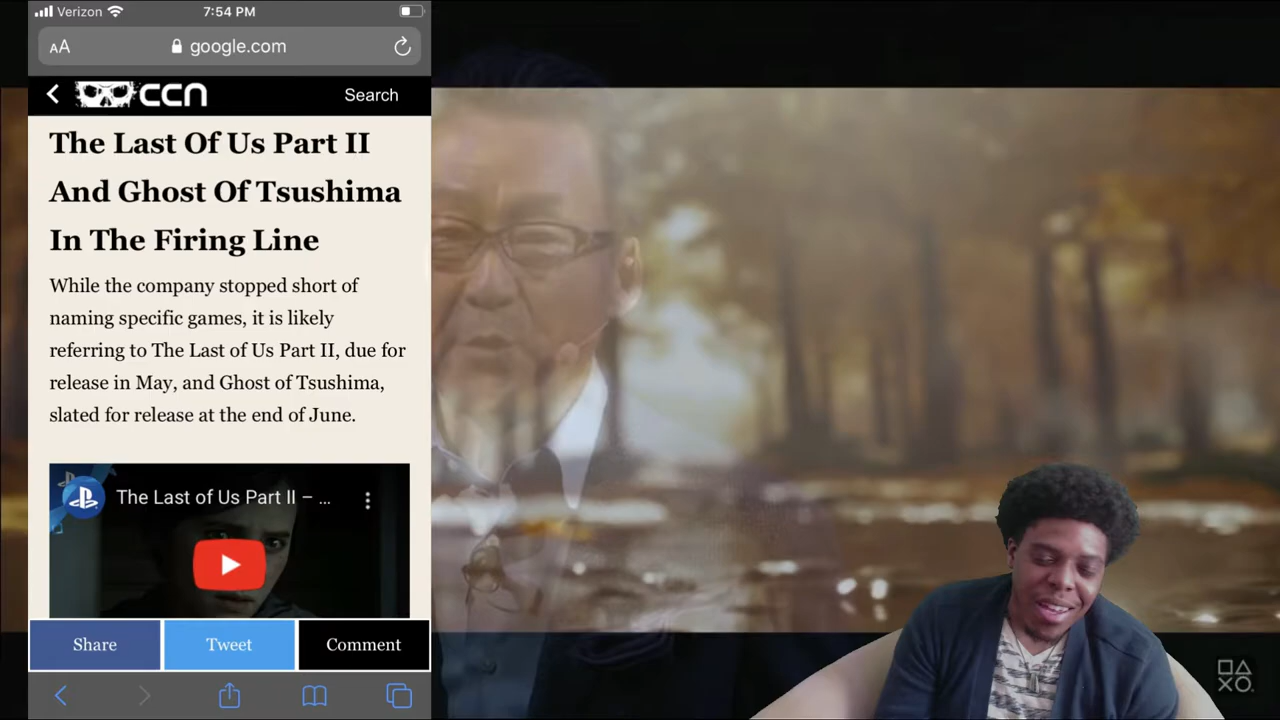 Verizon
7:54 PM
AA
google.com
CCN
Search
The Last Of Us Part II
And Ghost Of Tsushima
In The Firing Line
While the company stopped short of
naming specific games, it is likely
referring to The Last of Us Part II, due for
release in May, and Ghost of Tsushima,
slated for release at the end of June.
The Last of Us Part II – ...
Share
Tweet
Comment